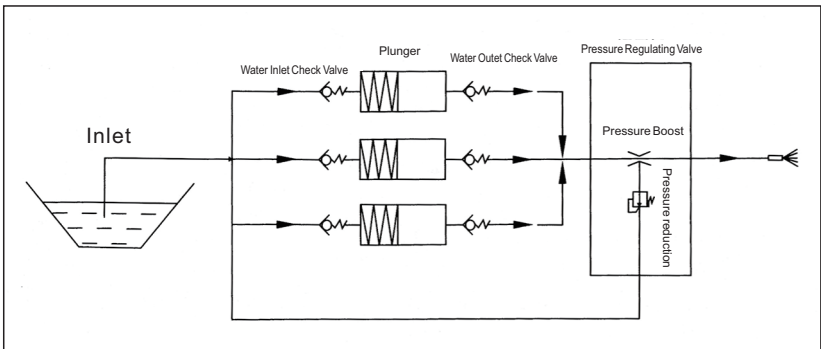 Plunger
Water Inlet Check Valve
Water Outet Check Valve
Pressure Regulating Valve
Inlet
Pressure Boost
Pressure reduction